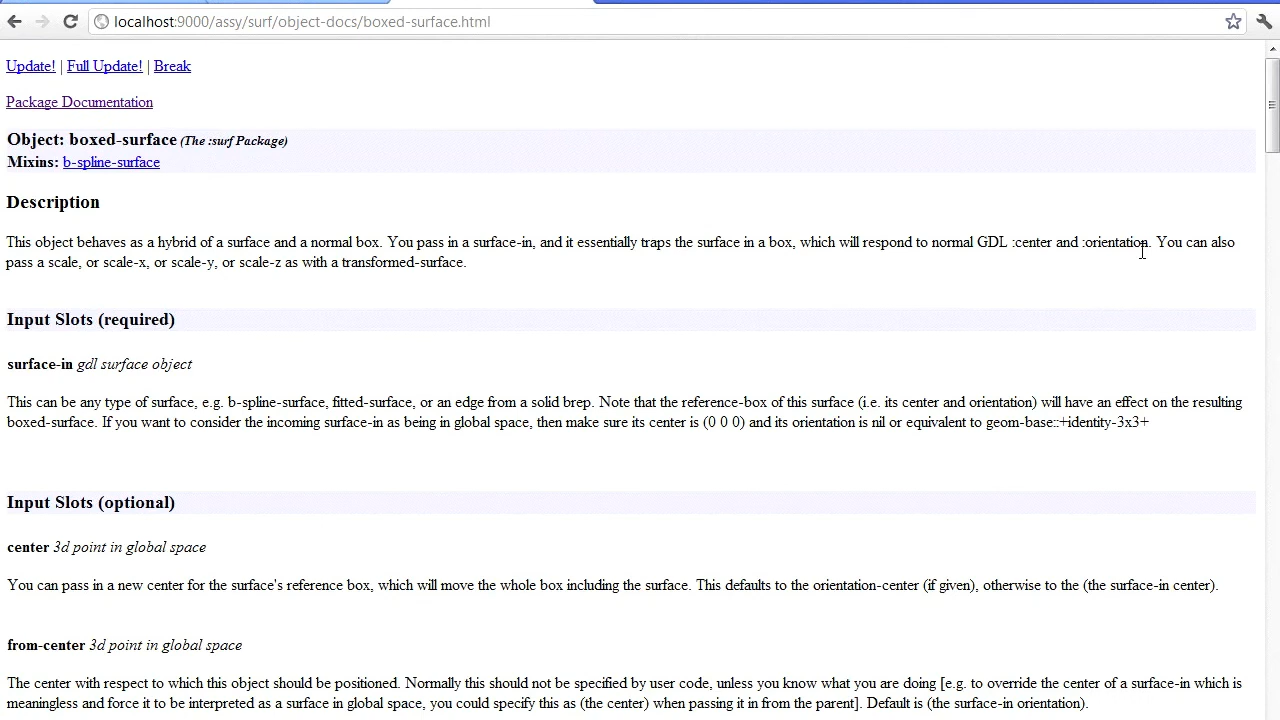 localhost:9000/assy/surf/object-docs/boxed-surface.html
Update! | Full Update! | Break
Package Documentation
Object: boxed-surface (The :surf Package)
Mixins: b-spline-surface
Description
This object behaves as a hybrid of a surface and a normal box. You pass in a surface-in, and it essentially traps the surface in a box, which will respond to normal GDL :center and :orientation. You can also
pass a scale, or scale-x, or scale-y, or scale-z as with a transformed-surface.
Input Slots (required)
surface-in gdl surface object
This can be any type of surface, e.g. b-spline-surface, fitted-surface, or an edge from a solid brep. Note that the reference-box of this surface (i.e. its center and orientation) will have an effect on the resulting
boxed-surface. If you want to consider the incoming surface-in as being in global space, then make sure its center is (0 0 0) and its orientation is nil or equivalent to geom-base::+identity-3x3+
Input Slots (optional)
center 3d point in global space
You can pass in a new center for the surface's reference box, which will move the whole box including the surface. This defaults to the orientation-center (if given), otherwise to the (the surface-in center).
from-center 3d point in global space
The center with respect to which this object should be positioned. Normally this should not be specified by user code, unless you know what you are doing [e.g. to override the center of a surface-in which is
meaningless and force it to be interpreted as a surface in global space, you could specify this as (the center) when passing it in from the parent]. Default is (the surface-in orientation).